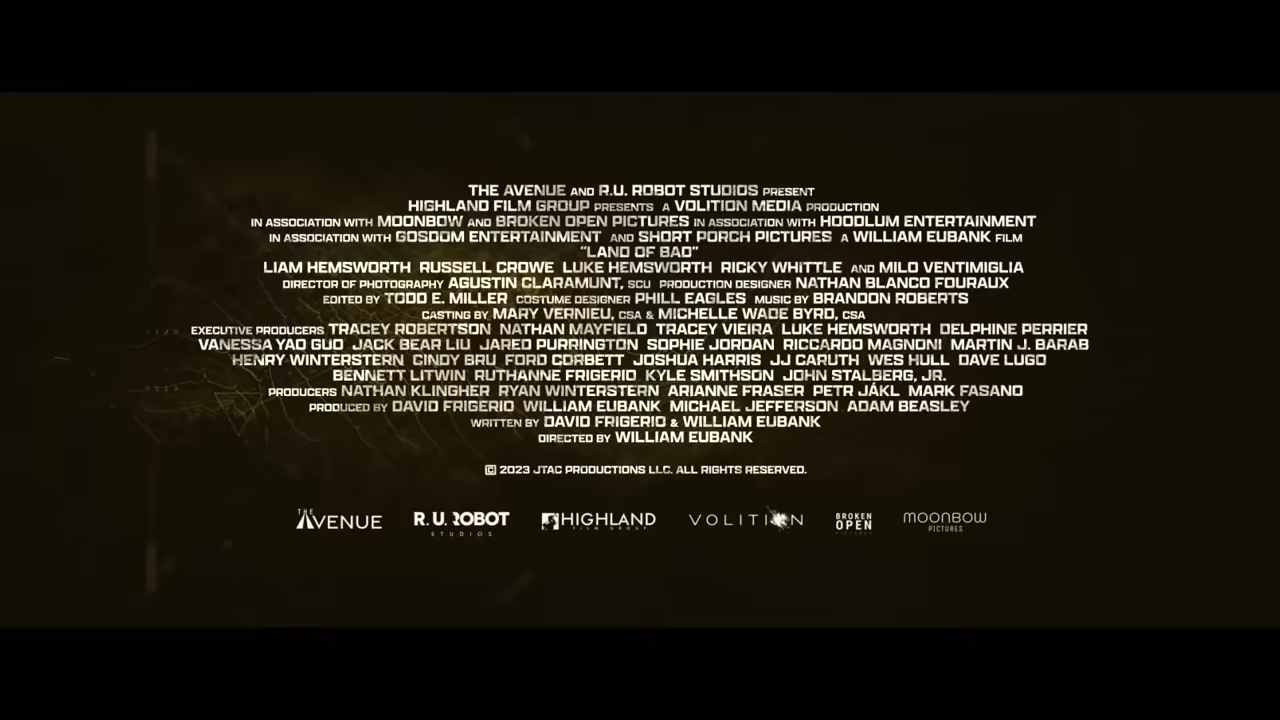 THE AVENUE AND R.U. ROBOT STUDIOS PRESENT
HIGHLAND FILM GROUP PRESENTS A VOLITION MEDIA PRODUCTION
IN ASSOCIATION WITH MOONBOW AND BROKEN OPEN PICTURES IN ASSOCIATION WITH HOODLUM ENTERTAINMENT
IN ASSOCIATION WITH GOSDOM ENTERTAINMENT AND SHORT PORCH PICTURES A WILLIAM EUBANK FILM
"LAND OF BAD"
LIAM HEMSWORTH RUSSELL CROWE LUKE HEMSWORTH RICKY WHITTLE AND MILO VENTIMIGLIA
DIRECTOR OF PHOTOGRAPHY AGUSTIN CLARAMUNT, SCU PRODUCTION DESIGNER NATHAN BLANCO FOURAUX
EDITED BY TODD E. MILLER COSTUME DESIGNER PHILL EAGLES MUSIC BY BRANDON ROBERTS
CASTING BY MARY VERNIEU, CSA & MICHELLE WADE BYRD, CSA
EXECUTIVE PRODUCERS TRACEY ROBERTSON NATHAN MAYFIELD TRACEY VIEIRA LUKE HEMSWORTH DELPHINE PERRIER
VANESSA YAO GUO JACK BEAR LIU JARED PURRINGTON SOPHIE JORDAN RICCARDO MAGNONI MARTIN J. BARAB
HENRY WINTERSTERN CINDY BRU FORD CORBETT JOSHUA HARRIS JJ CARUTH WES HULL DAVE LUGO
BENNETT LITWIN RUTHANNE FRIGERIO KYLE SMITHSON JOHN STALBERG, JR.
PRODUCERS NATHAN KLINGHER RYAN WINTERSTERN ARIANNE FRASER PETR JÁKL MARK FASANO
PRODUCED BY DAVID FRIGERIO WILLIAM EUBANK MICHAEL JEFFERSON ADAM BEASLEY
WRITTEN BY DAVID FRIGERIO & WILLIAM EUBANK
DIRECTED BY WILLIAM EUBANK
© 2023 JTAC PRODUCTIONS LLC. ALL RIGHTS RESERVED.
THE AVENUE
R.U. ROBOT STUDIOS
HIGHLAND FILM GROUP
VOLITION
BROKEN OPEN PICTURES
MOONBOW PICTURES